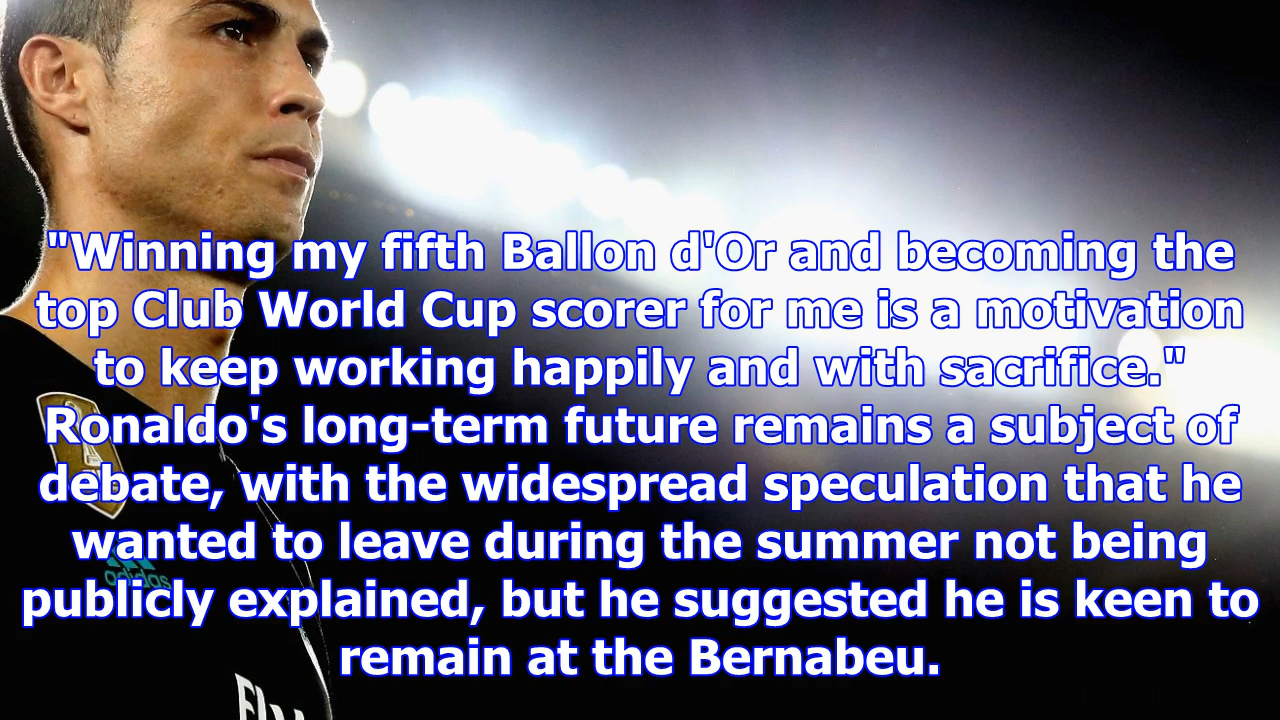 "Winning my fifth Ballon d'Or and becoming the
top Club World Cup scorer for me is a motivation
to keep working happily and with sacrifice."
Ronaldo's long-term future remains a subject of
debate, with the widespread speculation that he
wanted to leave during the summer not being
publicly explained, but he suggested he is keen to
remain at the Bernabeu.
adidas